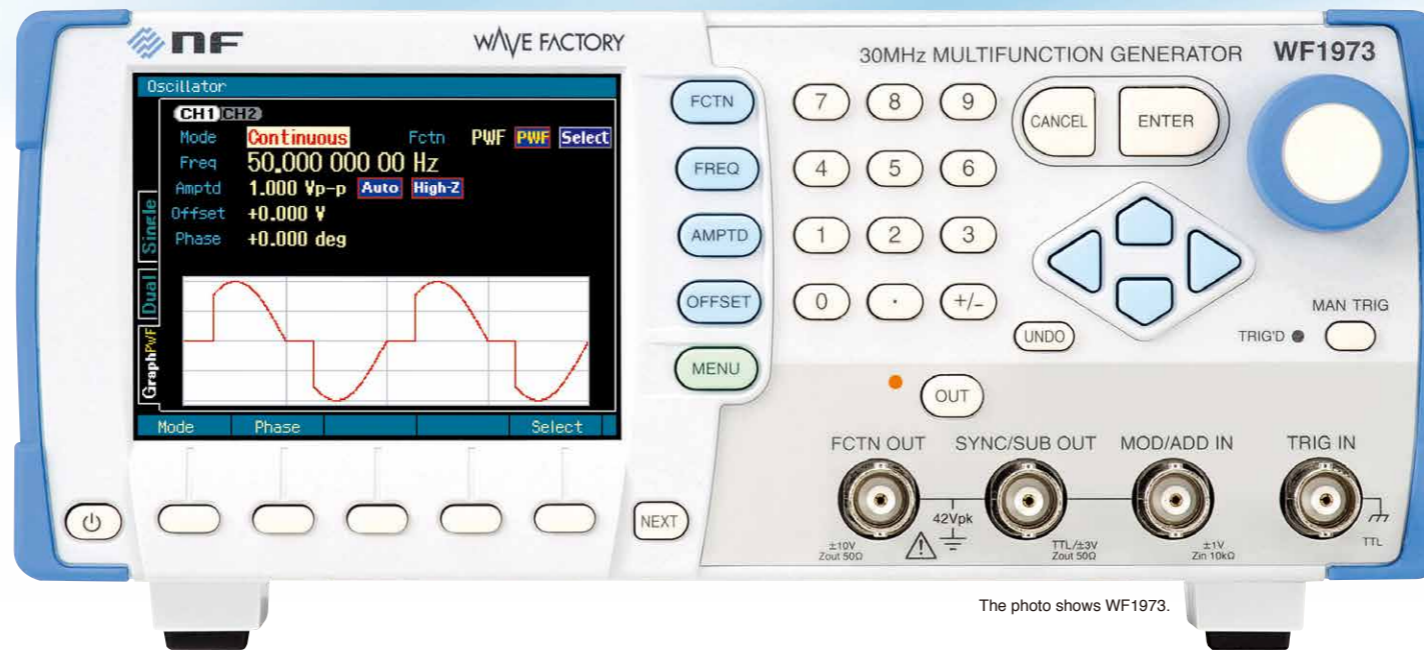 nF
WAVE FACTORY
30MHz MULTIFUNCTION GENERATOR WF1973
Oscillator
CH1 CH2
Mode Continuous Fctn PWF PWF Select
Freq 50.000 000 00 Hz
Amptd 1.000 Vp-p Auto High-Z
Offset +0.000 V
Phase +0.000 deg
Single
Dual
GraphPWF
Mode Phase Select
FCTN
FREQ
AMPTD
OFFSET
MENU
NEXT
7 8 9
4 5 6
1 2 3
0 . +/-
CANCEL ENTER
UNDO
MAN TRIG
TRIG'D
OUT
FCTN OUT SYNC/SUB OUT MOD/ADD IN TRIG IN
42Vpk
±10V
Zout 50Ω
TTL/±3V
Zout 50Ω
±1V
Zin 10kΩ
TTL
The photo shows WF1973.